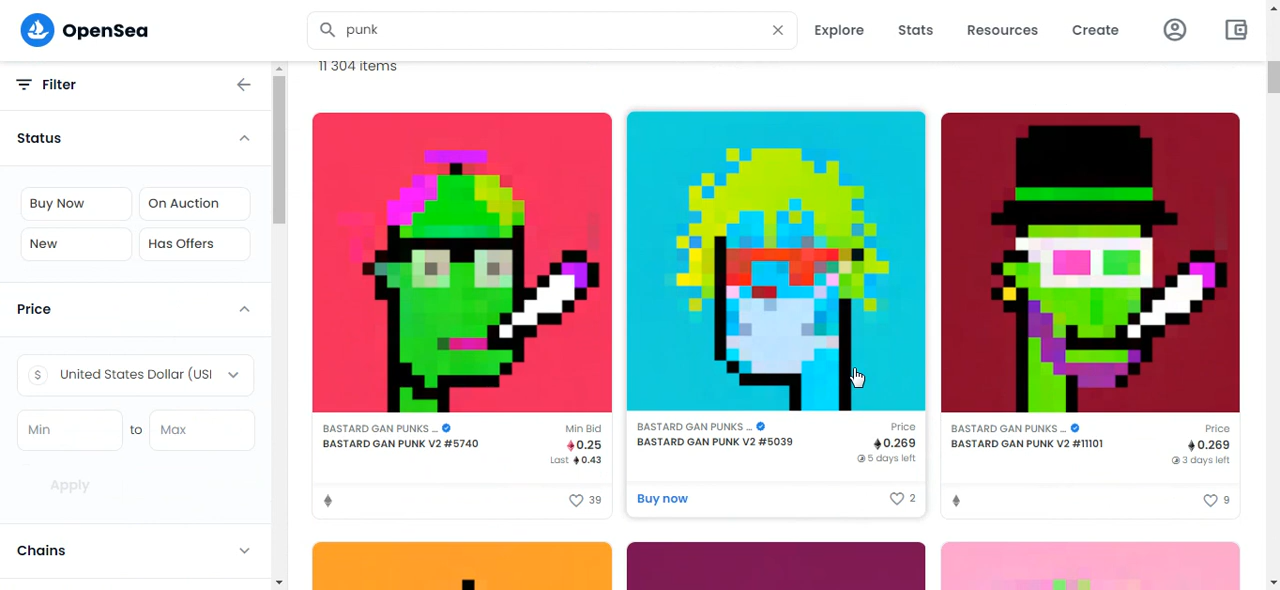 OpenSea
punk
Explore
Stats
Resources
Create
11 304 items
Filter
Status
Buy Now
On Auction
New
Has Offers
Price
$
United States Dollar (USI
Min
to
Max
Apply
Chains
BASTARD GAN PUNKS ...
BASTARD GAN PUNK V2 #5740
Min Bid
0.25
Last 0.43
39
BASTARD GAN PUNKS ...
BASTARD GAN PUNK V2 #5039
Price
0.269
5 days left
Buy now
2
BASTARD GAN PUNKS ...
BASTARD GAN PUNK V2 #11101
Price
0.269
3 days left
9